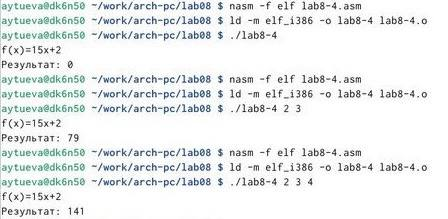 aytueva@dk6n50 ~/work/arch-pc/lab08 $ nasm -f elf lab8-4.asm
aytueva@dk6n50 ~/work/arch-pc/lab08 $ ld -m elf_i386 -o lab8-4 lab8-4.o
aytueva@dk6n50 ~/work/arch-pc/lab08 $ ./lab8-4
f(x)=15x+2
Результат: 0
aytueva@dk6n50 ~/work/arch-pc/lab08 $ nasm -f elf lab8-4.asm
aytueva@dk6n50 ~/work/arch-pc/lab08 $ ld -m elf_i386 -o lab8-4 lab8-4.o
aytueva@dk6n50 ~/work/arch-pc/lab08 $ ./lab8-4 2 3
f(x)=15x+2
Результат: 79
aytueva@dk6n50 ~/work/arch-pc/lab08 $ nasm -f elf lab8-4.asm
aytueva@dk6n50 ~/work/arch-pc/lab08 $ ld -m elf_i386 -o lab8-4 lab8-4.o
aytueva@dk6n50 ~/work/arch-pc/lab08 $ ./lab8-4 2 3 4
f(x)=15x+2
Результат: 141